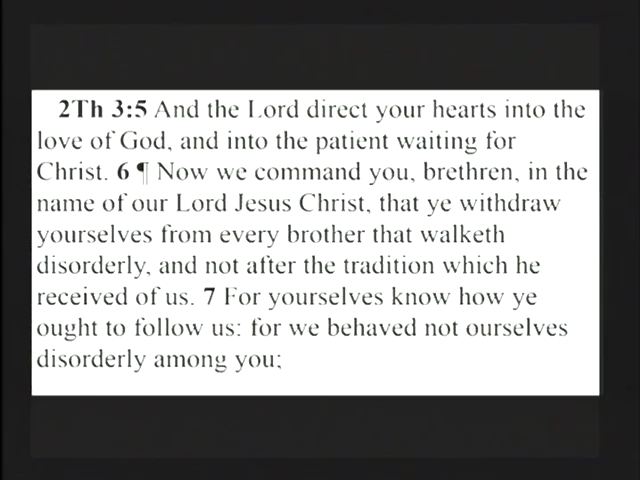 2Th 3:5 And the Lord direct your hearts into the
love of God, and into the patient waiting for
Christ. 6 ¶ Now we command you, brethren, in the
name of our Lord Jesus Christ, that ye withdraw
yourselves from every brother that walketh
disorderly, and not after the tradition which he
received of us. 7 For yourselves know how ye
ought to follow us: for we behaved not ourselves
disorderly among you;